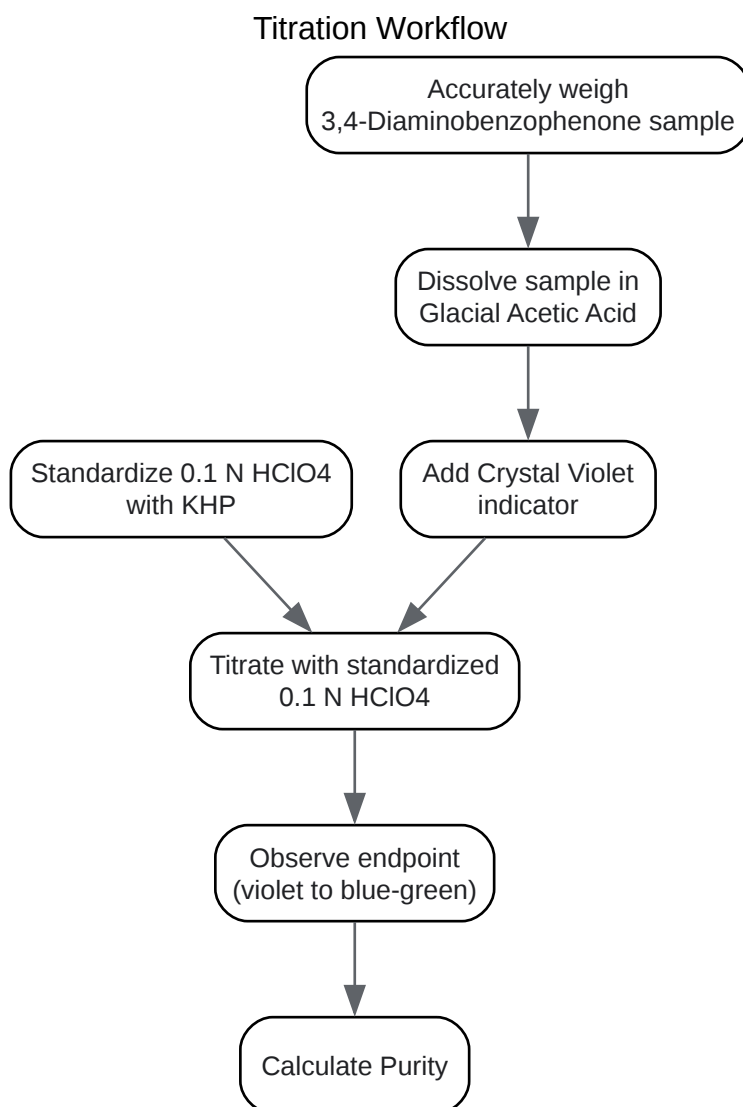 Titration Workflow
Accurately weigh
3,4-Diaminobenzophenone sample
Dissolve sample in
Glacial Acetic Acid
Standardize 0.1 N HClO4
with KHP
Add Crystal Violet
indicator
Titrate with standardized
0.1 N HClO4
Observe endpoint
(violet to blue-green)
Calculate Purity